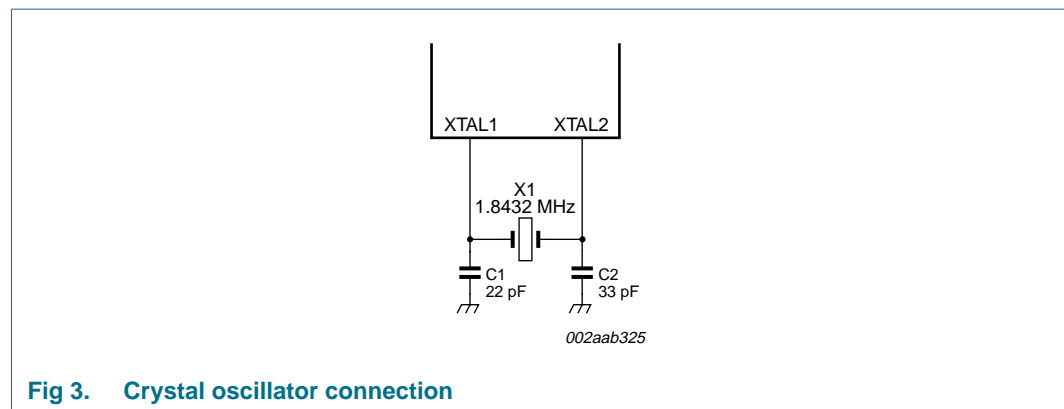 XTAL1 XTAL2
X1
1.8432 MHz
C1
22 pF
C2
33 pF
002aab325
Fig 3. Crystal oscillator connection